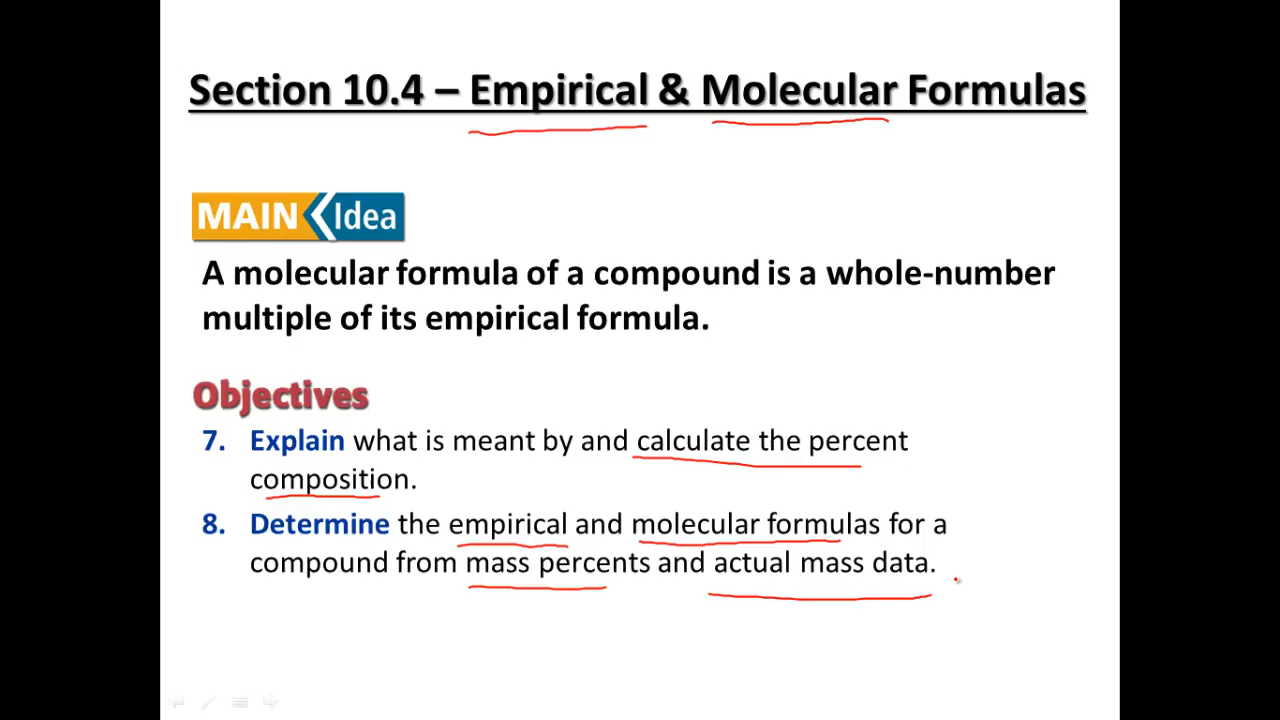 Section 10.4 – Empirical & Molecular Formulas
MAIN Idea
A molecular formula of a compound is a whole-number
multiple of its empirical formula.
Objectives
7. Explain what is meant by and calculate the percent
composition.
8. Determine the empirical and molecular formulas for a
compound from mass percents and actual mass data.